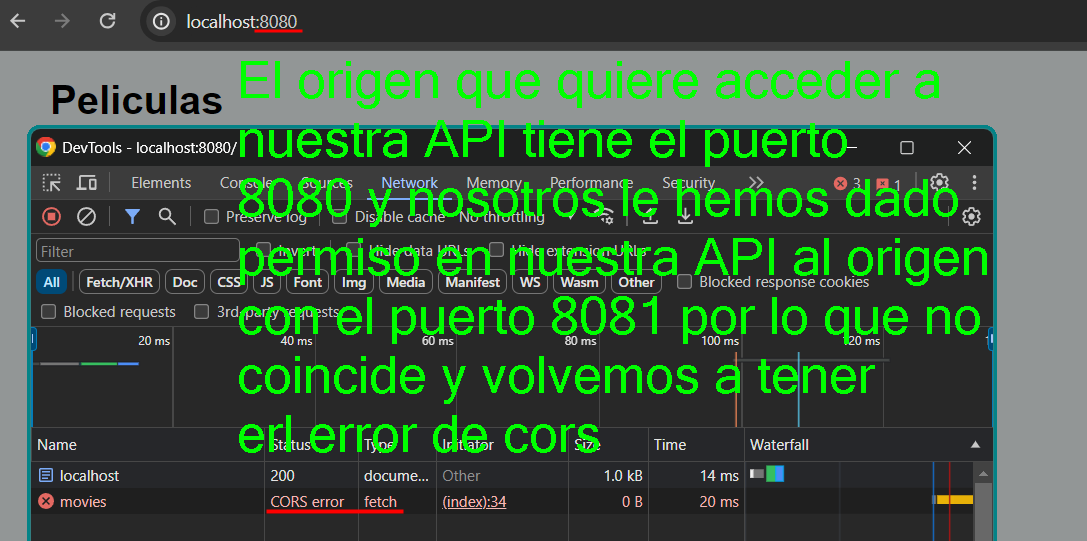 localhost:8080
Peliculas
El origen que quiere acceder a
nuestra API tiene el puerto
8080 y nosotros le hemos dado
permiso en nuestra API al origen
con el puerto 8081 por lo que no
coincide y volvemos a tener
erl error de cors
DevTools - localhost:8080/
Elements Console Sources Network Memory Performance Security 3 1
Preserve log Disable cache No throttling
Filter Invert Hide data URLs Hide extension URLs
All Fetch/XHR Doc CSS JS Font Img Media Manifest WS Wasm Other Blocked response cookies
Blocked requests 3rd-party requests
20 ms 40 ms 60 ms 80 ms 100 ms 120 ms
Name Status Type Initiator Size Time Waterfall
localhost 200 docume... Other 1.0 kB 14 ms
movies CORS error fetch (index):34 0 B 20 ms